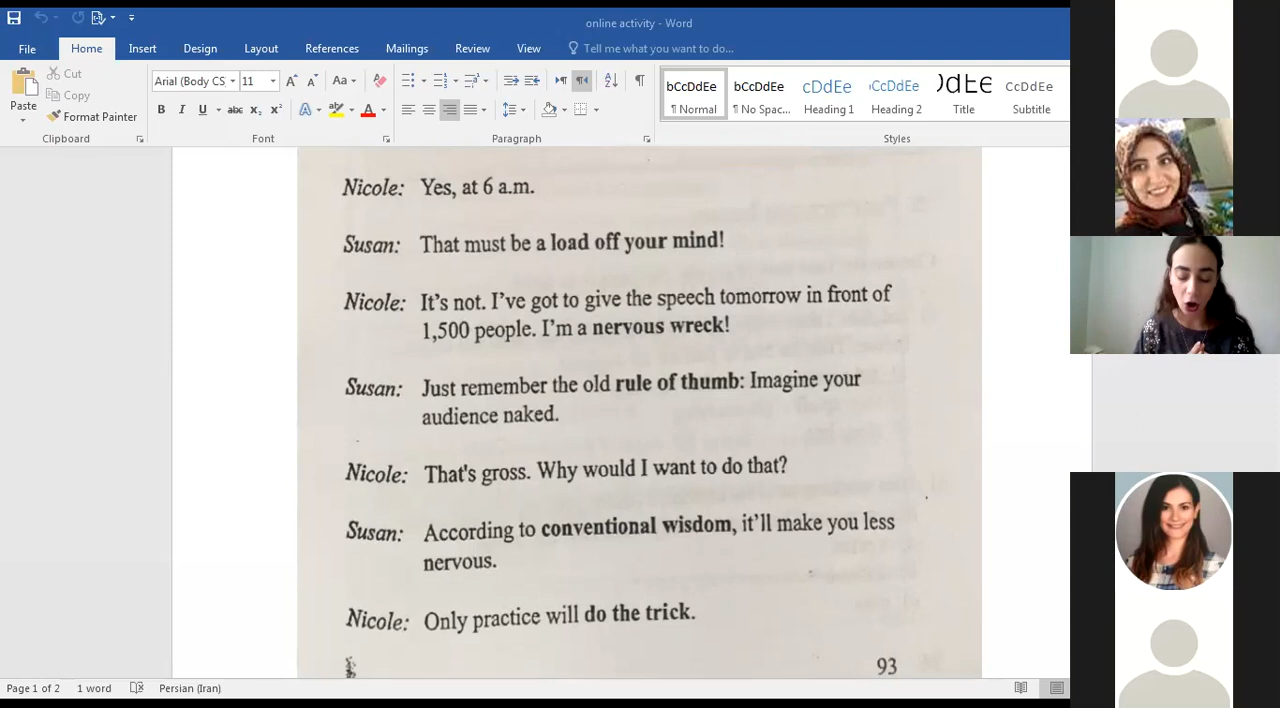 online activity - Word
File Home Insert Design Layout References Mailings Review View Tell me what you want to do...
Paste
Cut
Copy
Format Painter
Clipboard
Arial (Body CS 11
Font
Paragraph
bCcDdEe bCcDdEe cDdEe CcDdEe DdEe CcDdEe
¶ Normal ¶ No Spac... Heading 1 Heading 2 Title Subtitle
Styles
Nicole: Yes, at 6 a.m.
Susan: That must be a load off your mind!
Nicole: It's not. I've got to give the speech tomorrow in front of
1,500 people. I'm a nervous wreck!
Susan: Just remember the old rule of thumb: Imagine your
audience naked.
Nicole: That's gross. Why would I want to do that?
Susan: According to conventional wisdom, it'll make you less
nervous.
Nicole: Only practice will do the trick.
93
Page 1 of 2 1 word Persian (Iran)